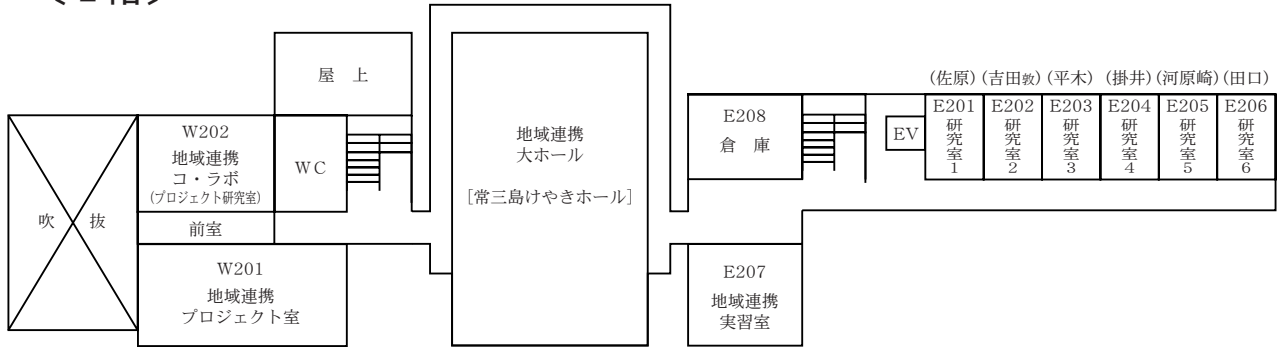 屋 上
W202
地域連携
コ・ラボ
(プロジェクト研究室)
WC
吹 抜
前室
W201
地域連携
プロジェクト室
地域連携
大ホール
[常三島けやきホール]
E208
倉 庫
EV
(佐原)
(吉田敦)
(平木)
(掛井)
(河原崎)
(田口)
E201
研究室1
E202
研究室2
E203
研究室3
E204
研究室4
E205
研究室5
E206
研究室6
E207
地域連携
実習室